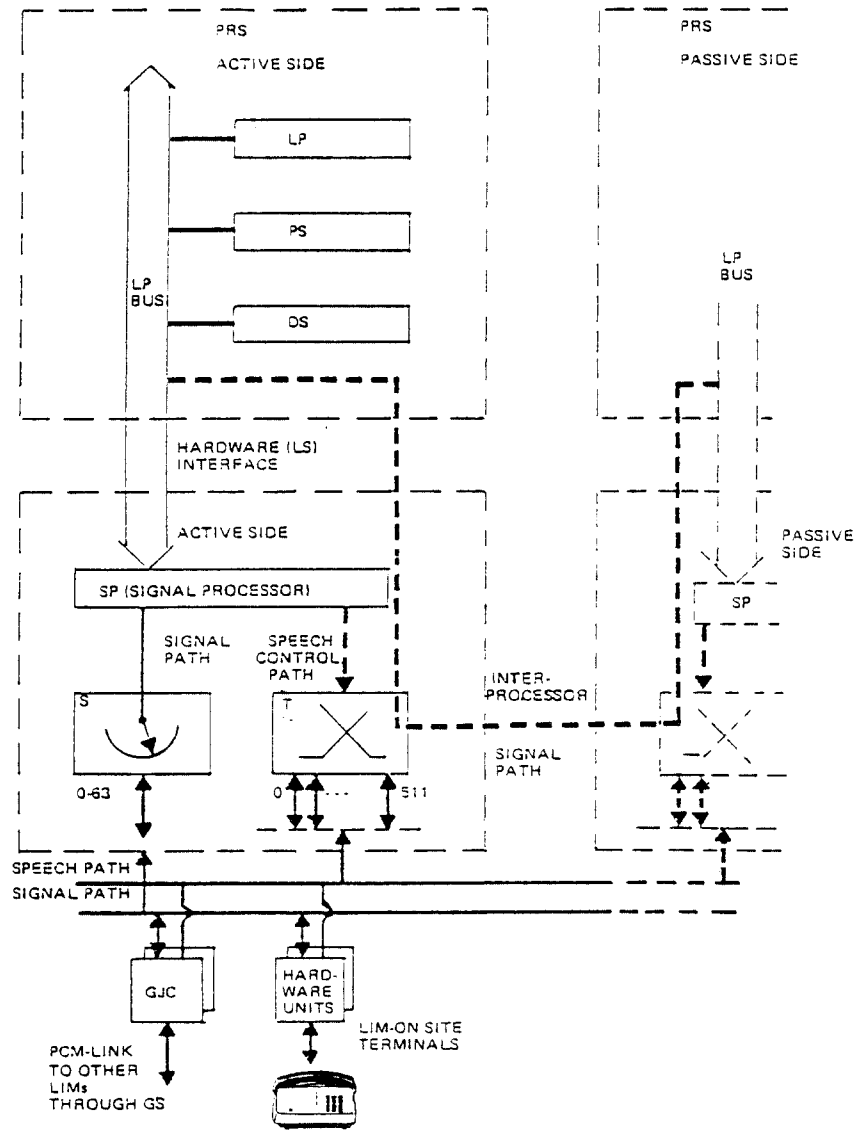 PRS
ACTIVE SIDE
PRS
PASSIVE SIDE
LP
PS
LP
BUS
DS
LP
BUS
HARDWARE (LS)
INTERFACE
ACTIVE SIDE
PASSIVE
SIDE
SP (SIGNAL PROCESSOR)
SP
SIGNAL
PATH
SPEECH
CONTROL
PATH
INTER-
PROCESSOR
S
T
SIGNAL
PATH
0-63
0
---
511
SPEECH PATH
SIGNAL PATH
GJC
HARD-
WARE
UNITS
LIM-ON SITE
TERMINALS
PCM-LINK
TO OTHER
LIMs
THROUGH GS